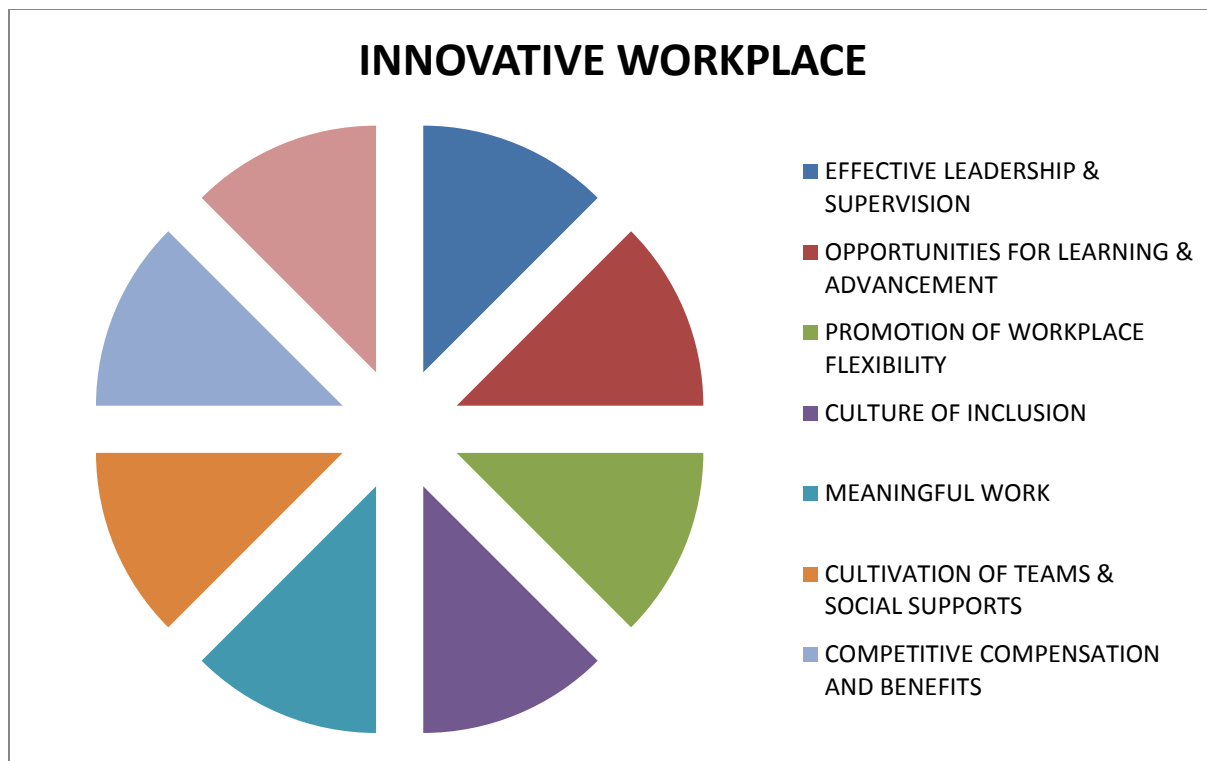 INNOVATIVE WORKPLACE
EFFECTIVE LEADERSHIP &
SUPERVISION
OPPORTUNITIES FOR LEARNING &
ADVANCEMENT
PROMOTION OF WORKPLACE
FLEXIBILITY
CULTURE OF INCLUSION
MEANINGFUL WORK
CULTIVATION OF TEAMS &
SOCIAL SUPPORTS
COMPETITIVE COMPENSATION
AND BENEFITS